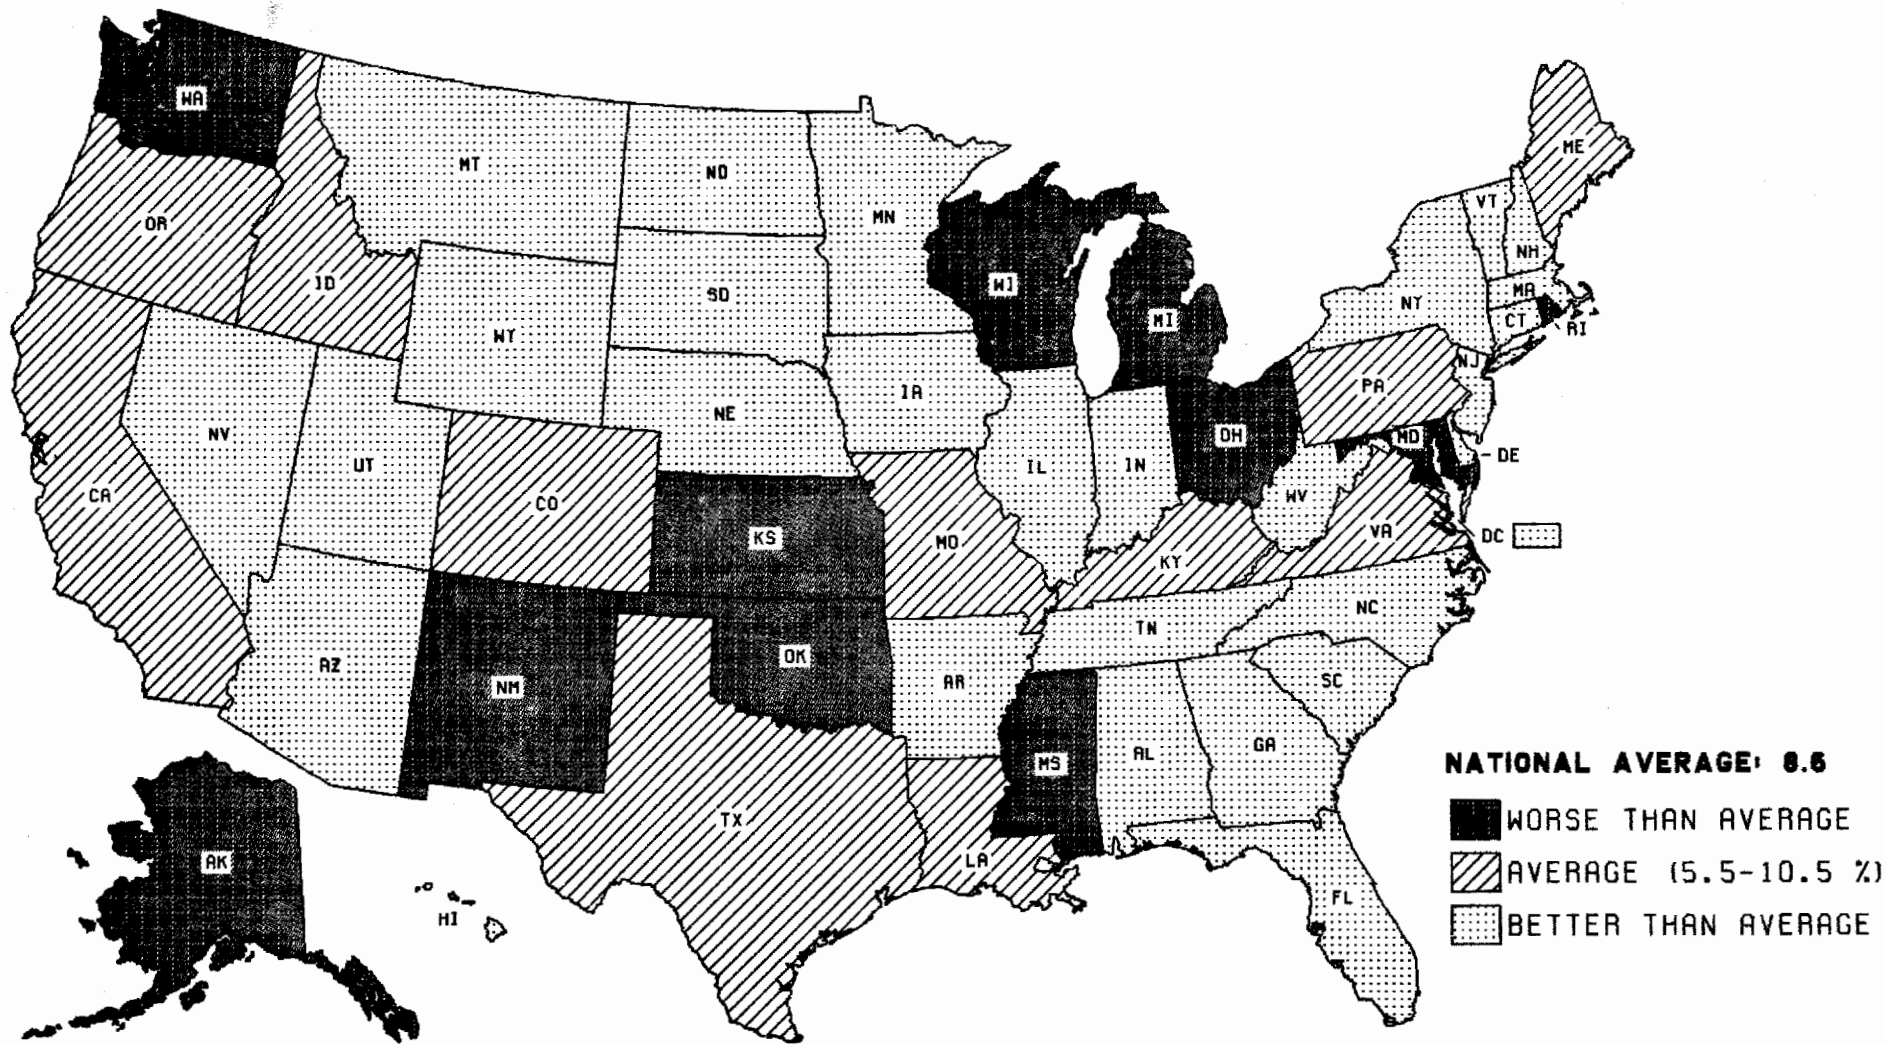 WA
MT
ND
ME
OR
MN
VT
NH
ID
WI
SD
MI
NY
MA
CT
RI
WY
NJ
PA
IA
NE
NV
OH
MD
UT
IL
IN
DE
CA
CO
WV
KS
MO
VA
DC
KY
NC
TN
OK
AZ
NM
AR
SC
AL
GA
MS
NATIONAL AVERAGE: 8.6
TX
WORSE THAN AVERAGE
AK
LA
AVERAGE (5.5-10.5 %)
FL
HI
BETTER THAN AVERAGE